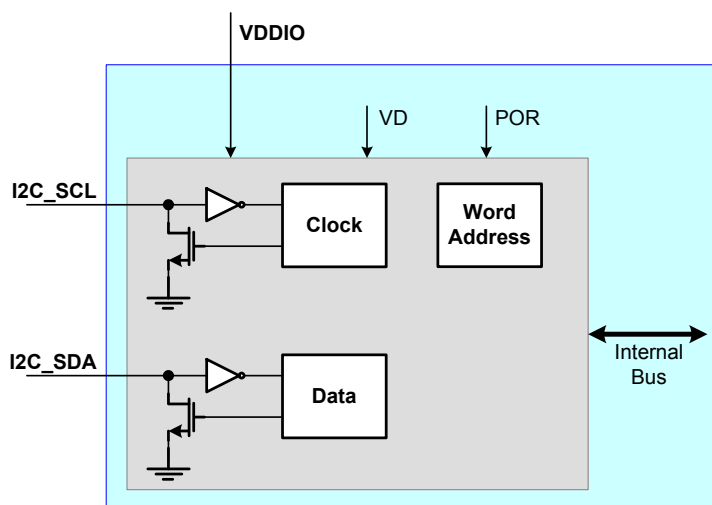 VDDIO
VD
POR
I2C_SCL
Clock
Word
Address
I2C_SDA
Data
Internal
Bus